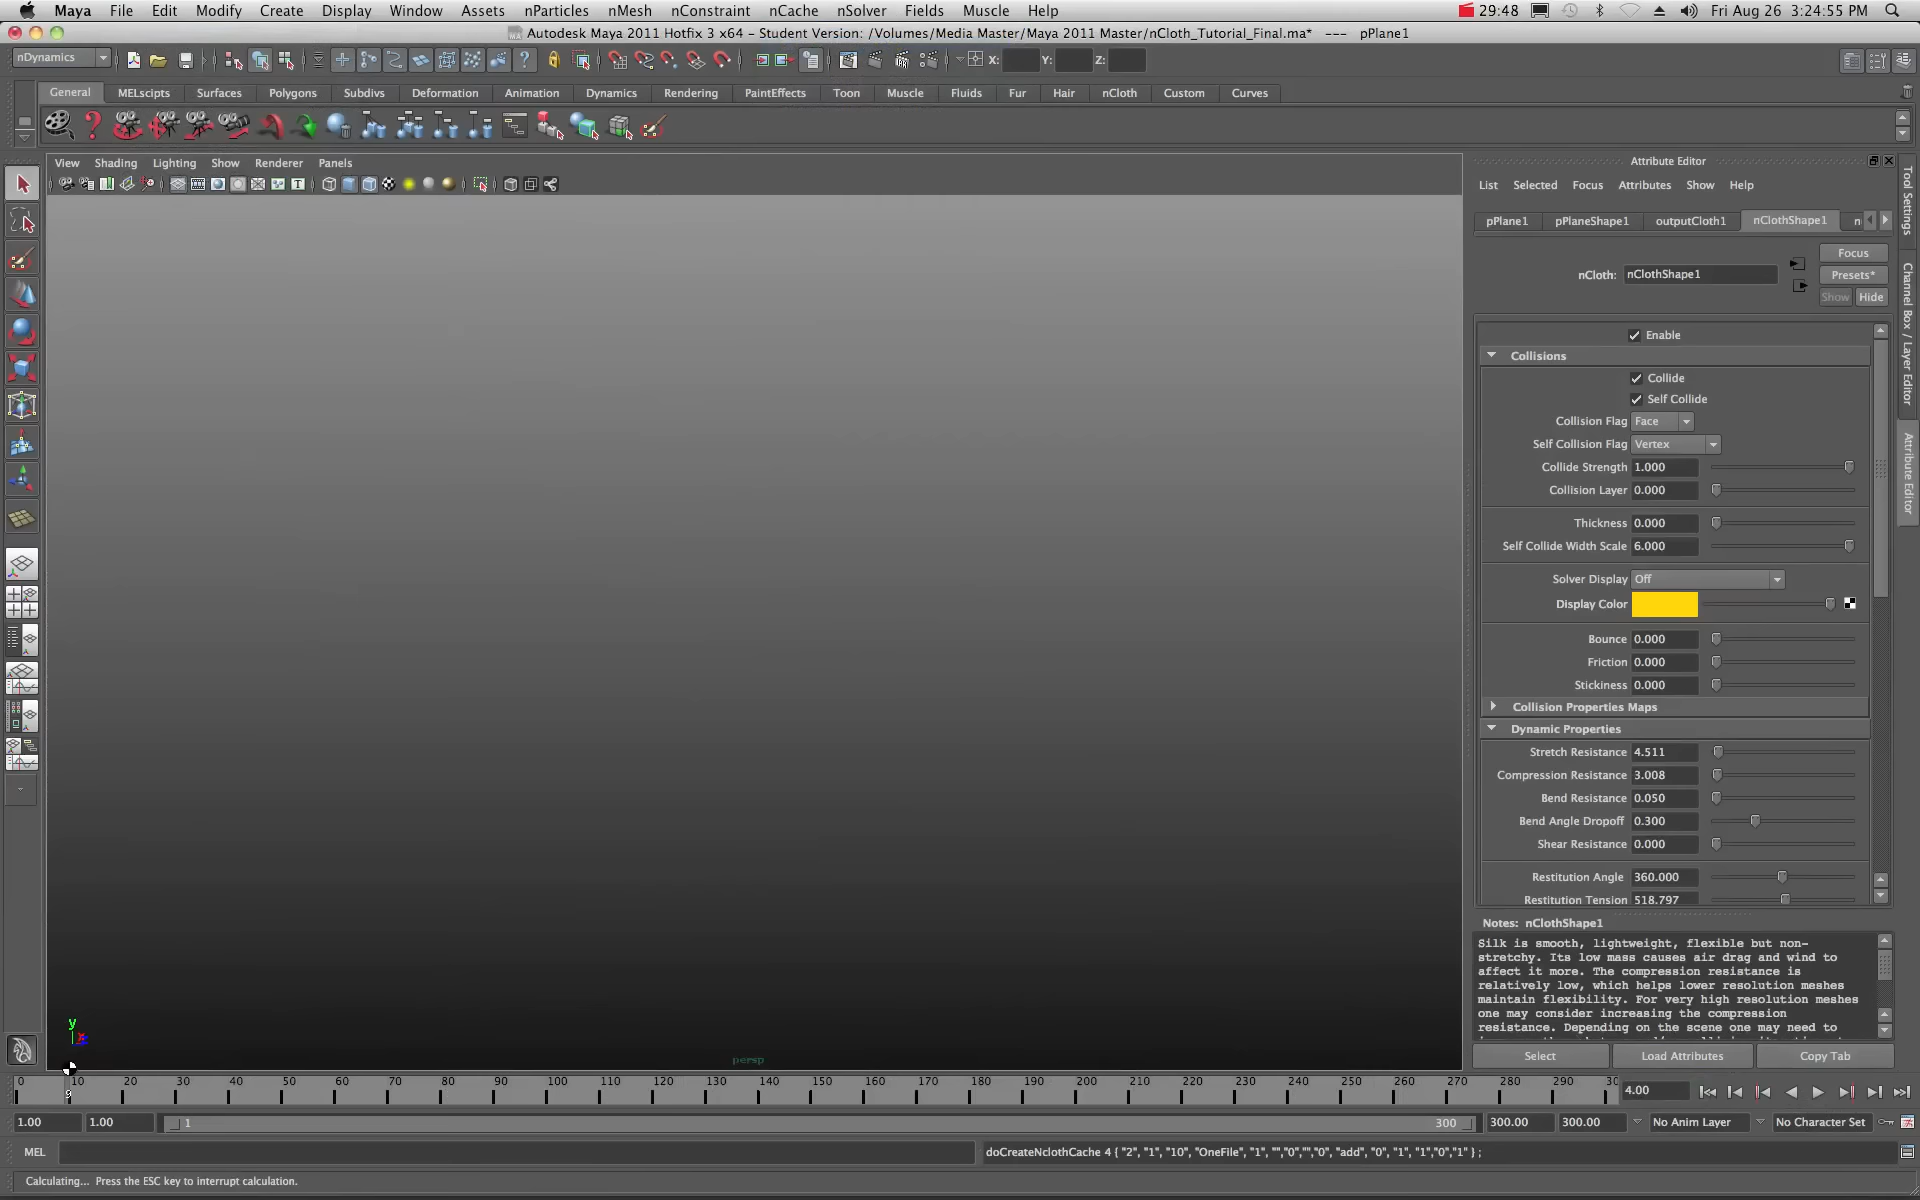 Maya File Edit Modify Create Display Window Assets nParticles nMesh nConstraint nCache nSolver Fields Muscle Help 29:48 Fri Aug 26 3:24:55 PM
Autodesk Maya 2011 Hotfix 3 x64 – Student Version: /Volumes/Media Master/Maya 2011 Master/nCloth_Tutorial_Final.ma* --- pPlane1
nDynamics X: Y: Z:
General MELscipts Surfaces Polygons Subdivs Deformation Animation Dynamics Rendering PaintEffects Toon Muscle Fluids Fur Hair nCloth Custom Curves
View Shading Lighting Show Renderer Panels
Attribute Editor
List Selected Focus Attributes Show Help
pPlane1 pPlaneShape1 outputCloth1 nClothShape1 n
Focus
nCloth: nClothShape1 Presets*
Show Hide
Enable
Collisions
Collide
Self Collide
Collision Flag Face
Self Collision Flag Vertex
Collide Strength 1.000
Collision Layer 0.000
Thickness 0.000
Self Collide Width Scale 6.000
Solver Display Off
Display Color
Bounce 0.000
Friction 0.000
Stickiness 0.000
Collision Properties Maps
Dynamic Properties
Stretch Resistance 4.511
Compression Resistance 3.008
Bend Resistance 0.050
Bend Angle Dropoff 0.300
Shear Resistance 0.000
Restitution Angle 360.000
Restitution Tension 518.797
Notes: nClothShape1
Silk is smooth, lightweight, flexible but non-
stretchy. Its low mass causes air drag and wind to
affect it more. The compression resistance is
relatively low, which helps lower resolution meshes
maintain flexibility. For very high resolution meshes
one may consider increasing the compression
resistance. Depending on the scene one may need to
Select Load Attributes Copy Tab
Tool Settings
Channel Box / Layer Editor
Attribute Editor
y
x
persp
0 10 20 30 40 50 60 70 80 90 100 110 120 130 140 150 160 170 180 190 200 210 220 230 240 250 260 270 280 290 30 4.00
9
1.00 1.00 1 300 300.00 300.00 No Anim Layer No Character Set
MEL doCreateNclothCache 4 { "2", "1", "10", "OneFile", "1", "","0","","0", "add", "0", "1", "1","0","1" } ;
Calculating... Press the ESC key to interrupt calculation.